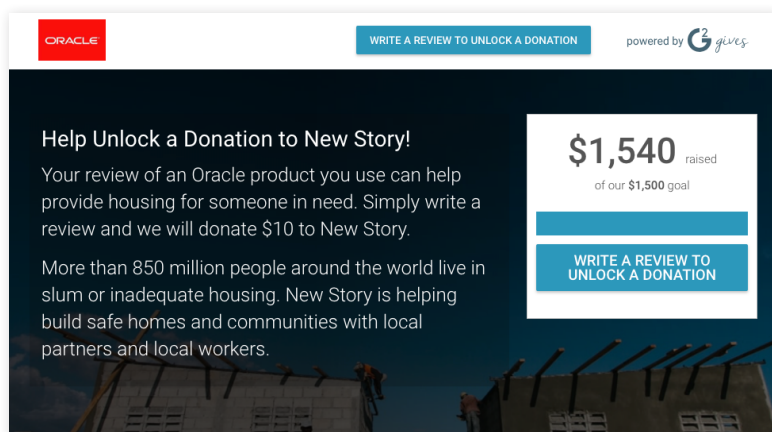 ORACLE
WRITE A REVIEW TO UNLOCK A DONATION
powered by G2 gives
Help Unlock a Donation to New Story!
Your review of an Oracle product you use can help
provide housing for someone in need. Simply write a
review and we will donate $10 to New Story.
More than 850 million people around the world live in
slum or inadequate housing. New Story is helping
build safe homes and communities with local
partners and local workers.
$1,540 raised
of our $1,500 goal
WRITE A REVIEW TO
UNLOCK A DONATION